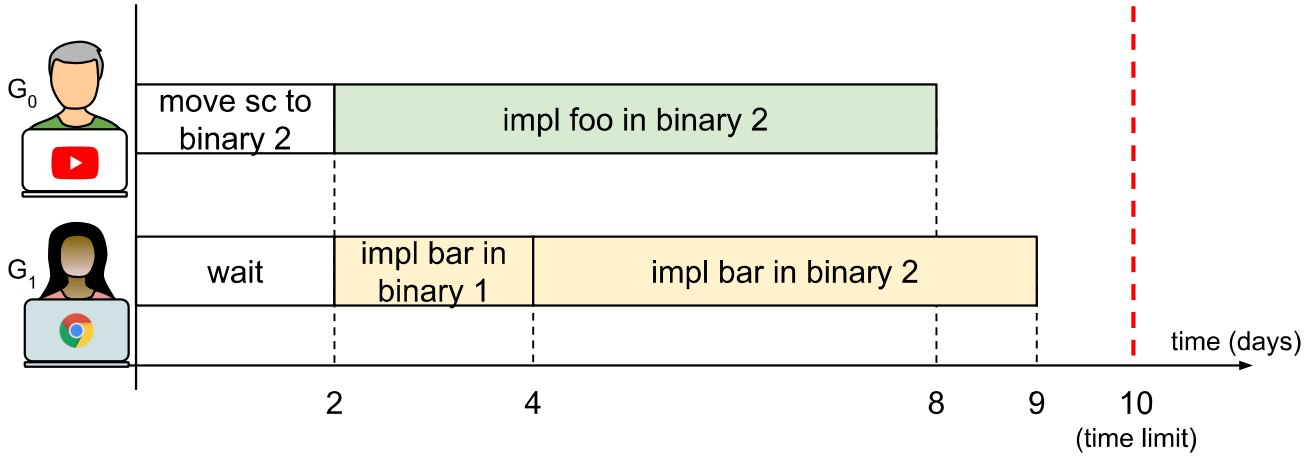 G0
move sc to
binary 2
impl foo in binary 2
G1
wait
impl bar in
binary 1
impl bar in binary 2
time (days)
2
4
8
9
10
(time limit)